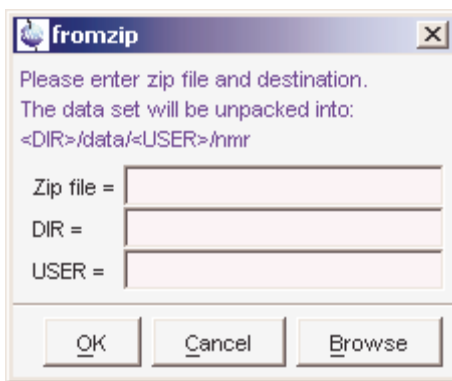 fromzip
Please enter zip file and destination.
The data set will be unpacked into:
<DIR>/data/<USER>/nmr
Zip file =
DIR =
USER =
OK Cancel Browse